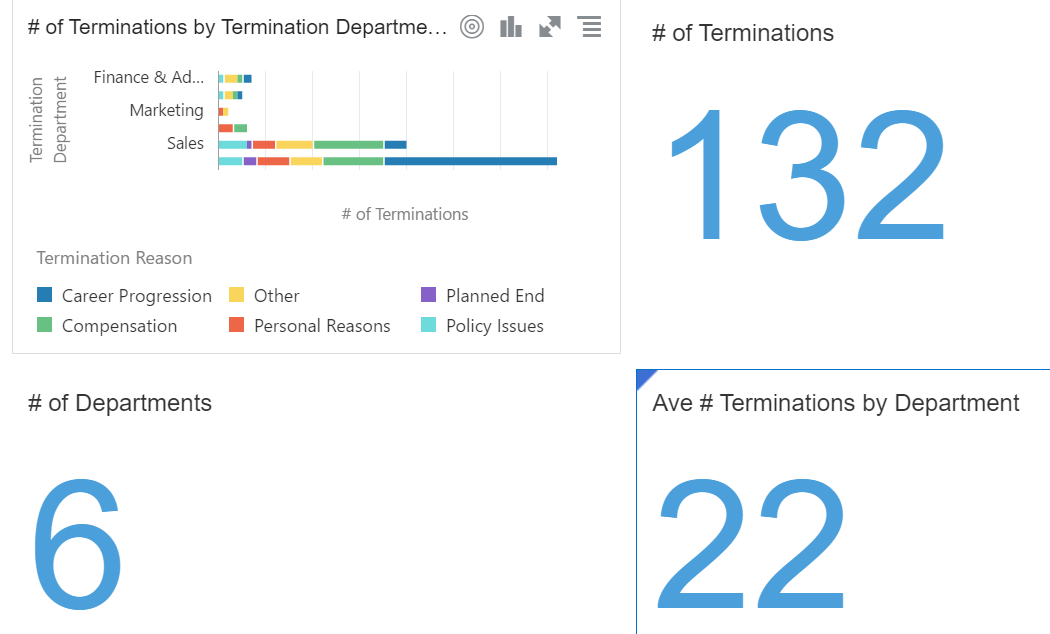 # of Terminations by Termination Departme...
Termination
Department
Finance & Ad...
Marketing
Sales
# of Terminations
Termination Reason
Career Progression
Other
Planned End
Compensation
Personal Reasons
Policy Issues
# of Terminations
132
# of Departments
6
Ave # Terminations by Department
22